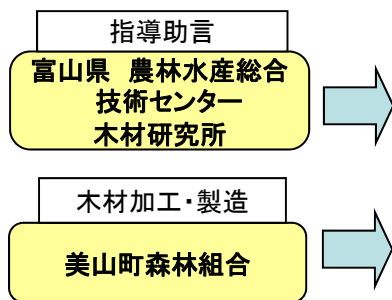 指導助言
富山県　農林水産総合
技術センター
木材研究所
木材加工・製造
美山町森林組合